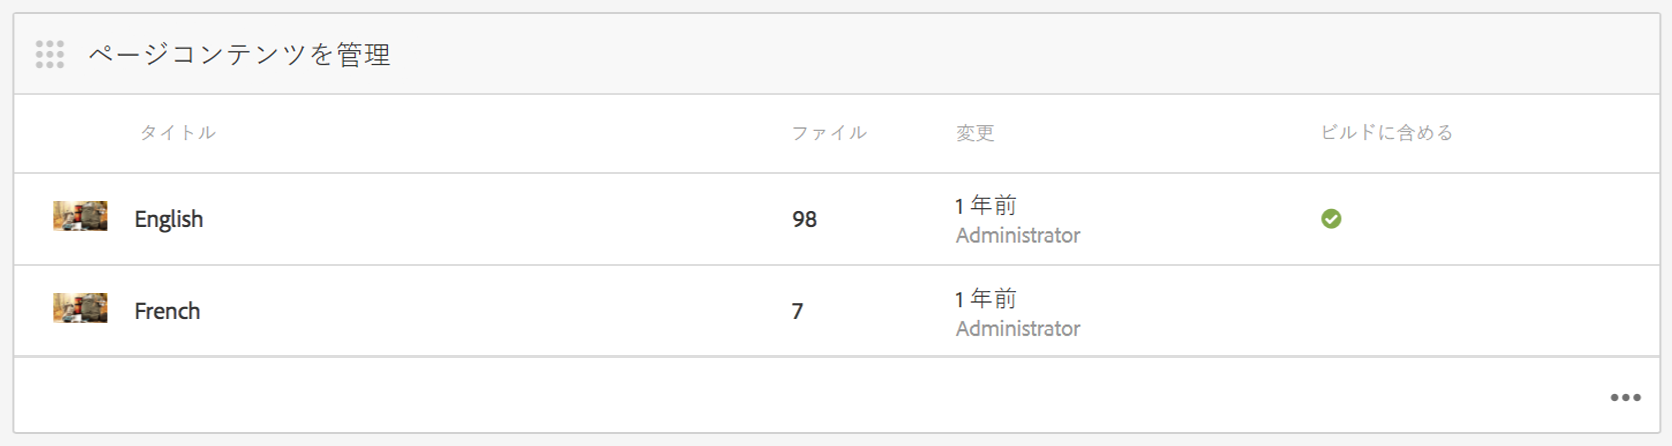 ページコンテンツを管理
タイトル ファイル 変更 ビルドに含める
English 98 1 年前
Administrator
French 7 1 年前
Administrator